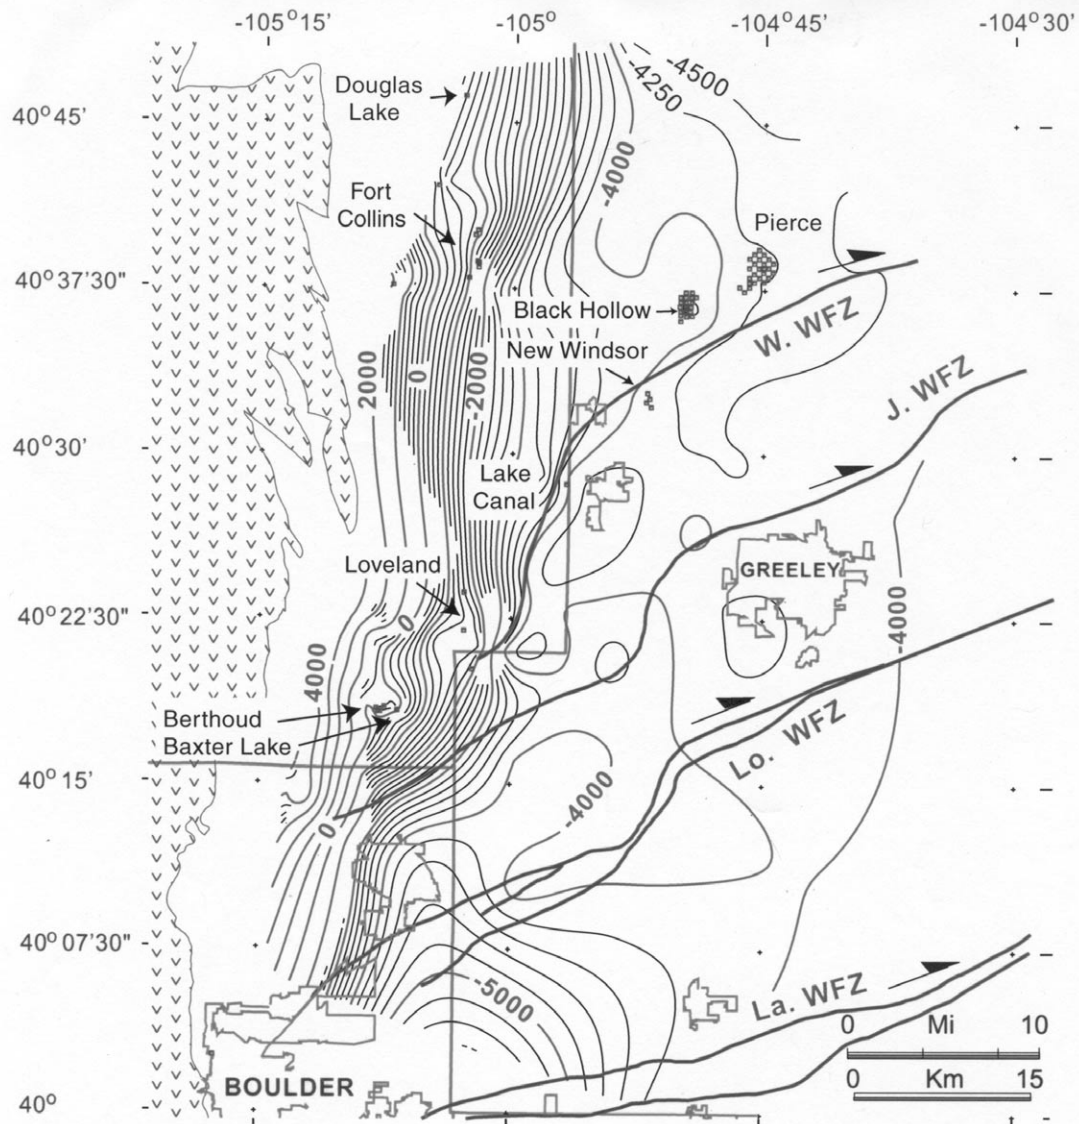 -105°15'
-105°
-104°45'
-104°30'
Douglas
Lake
-4500
-4250
40°45'
-4000
Fort
Collins
Pierce
40°37'30"
Black Hollow
New Windsor
W. WFZ
2000
0
-2000
J. WFZ
40°30'
Lake
Canal
Loveland
GREELEY
40°22'30"
0
-4000
4000
Berthoud
Baxter Lake
Lo. WFZ
40°15'
-4000
0
40°07'30"
-5000
La. WFZ
0 Mi 10
2
BOULDER
0 Km 15
40°